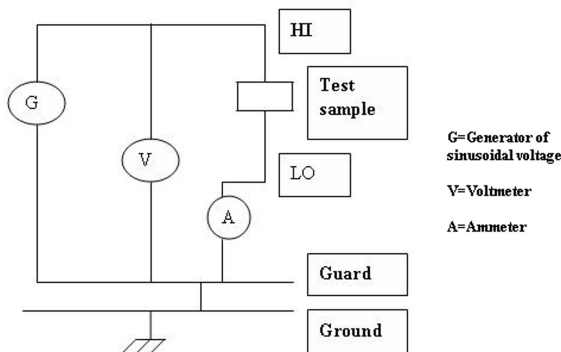 HI
G
Test
sample
V
G=Generator of
sinusoidal voltage
LO
V=Voltmeter
A
A=Ammeter
Guard
Ground